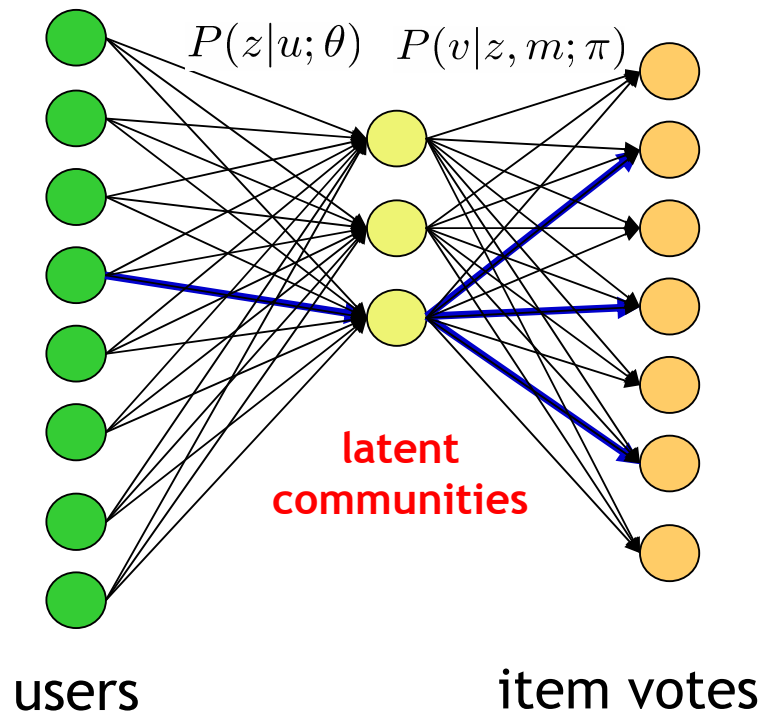 P(z|u; θ) P(v|z, m; π)
latent
communities
users item votes